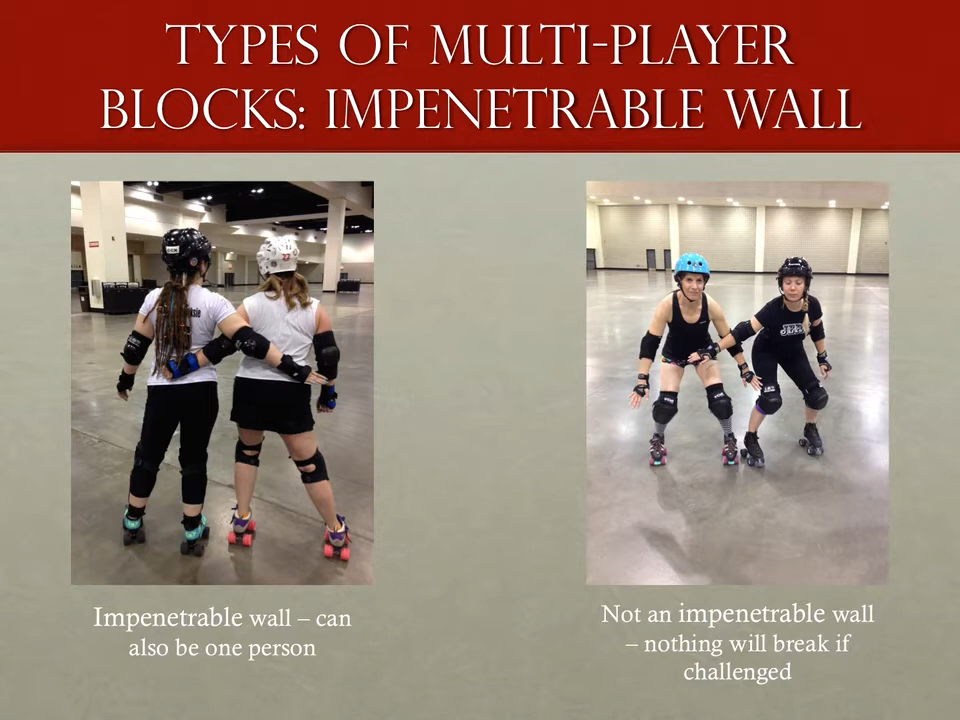 TYPES OF MULTI-PLAYER
BLOCKS: IMPENETRABLE WALL
Impenetrable wall – can
also be one person
Not an impenetrable wall
– nothing will break if
challenged